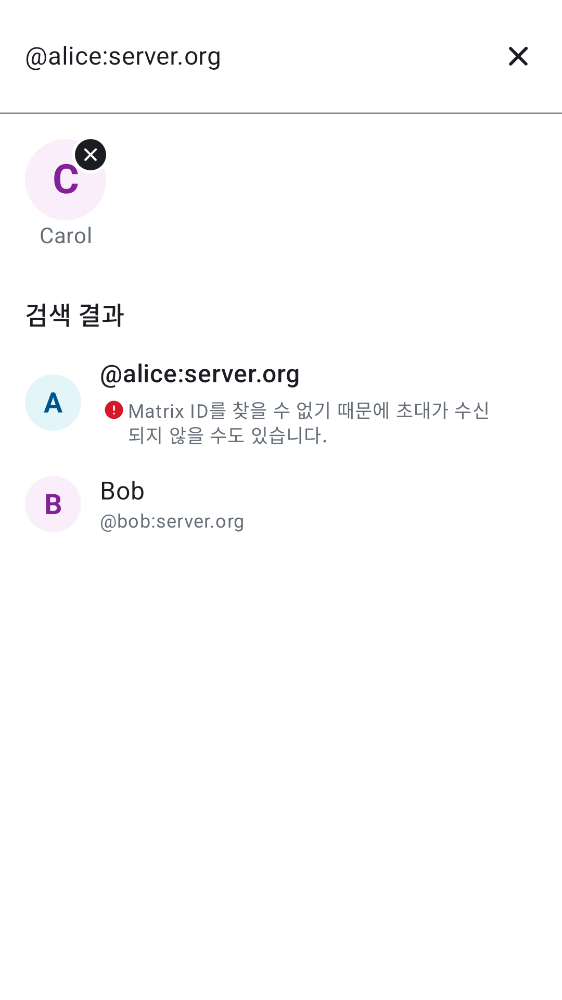 @alice:server.org
C
Carol
검색 결과
A
@alice:server.org
Matrix ID를 찾을 수 없기 때문에 초대가 수신
되지 않을 수도 있습니다.
B
Bob
@bob:server.org